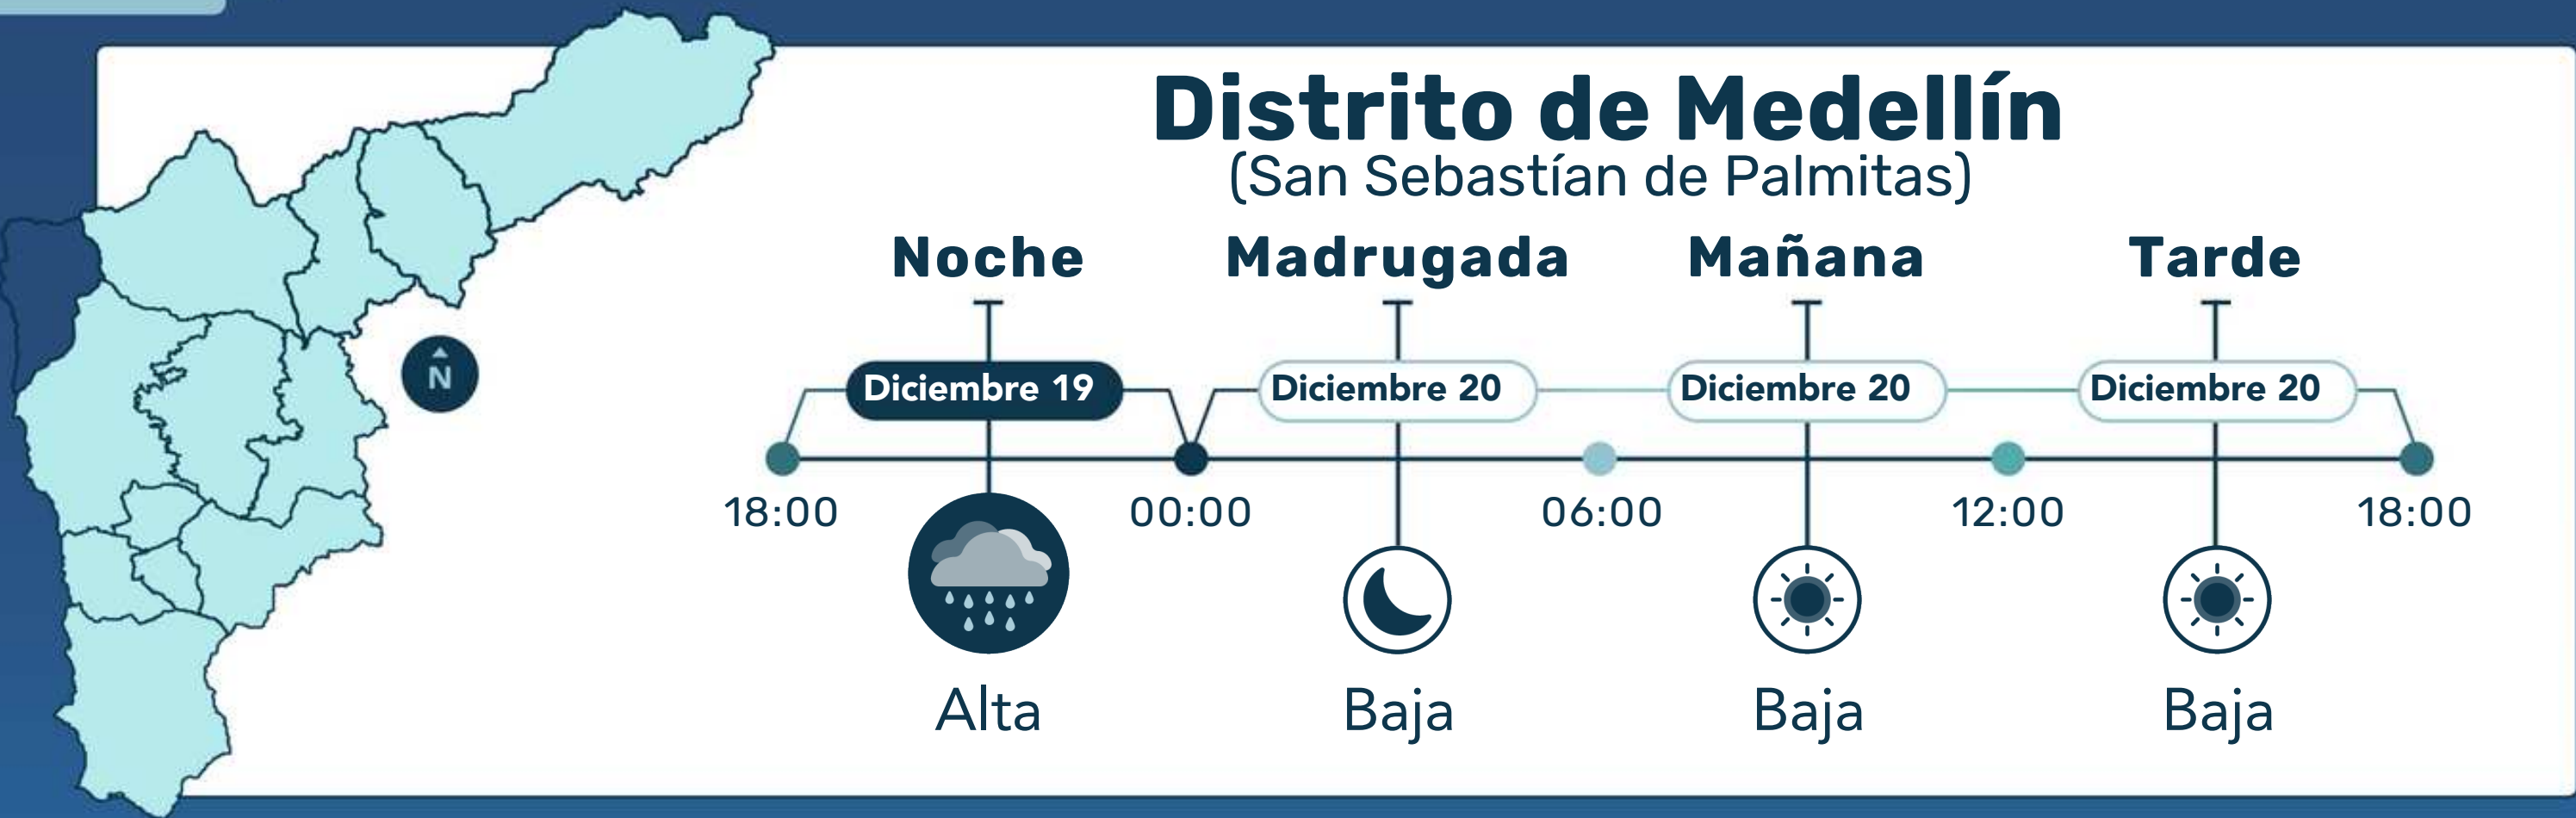 Distrito de Medellín
(San Sebastían de Palmitas)
Noche Madrugada Mañana Tarde
N
Diciembre 19 Diciembre 20 Diciembre 20 Diciembre 20
18:00 00:00 06:00 12:00 18:00
Alta Baja Baja Baja